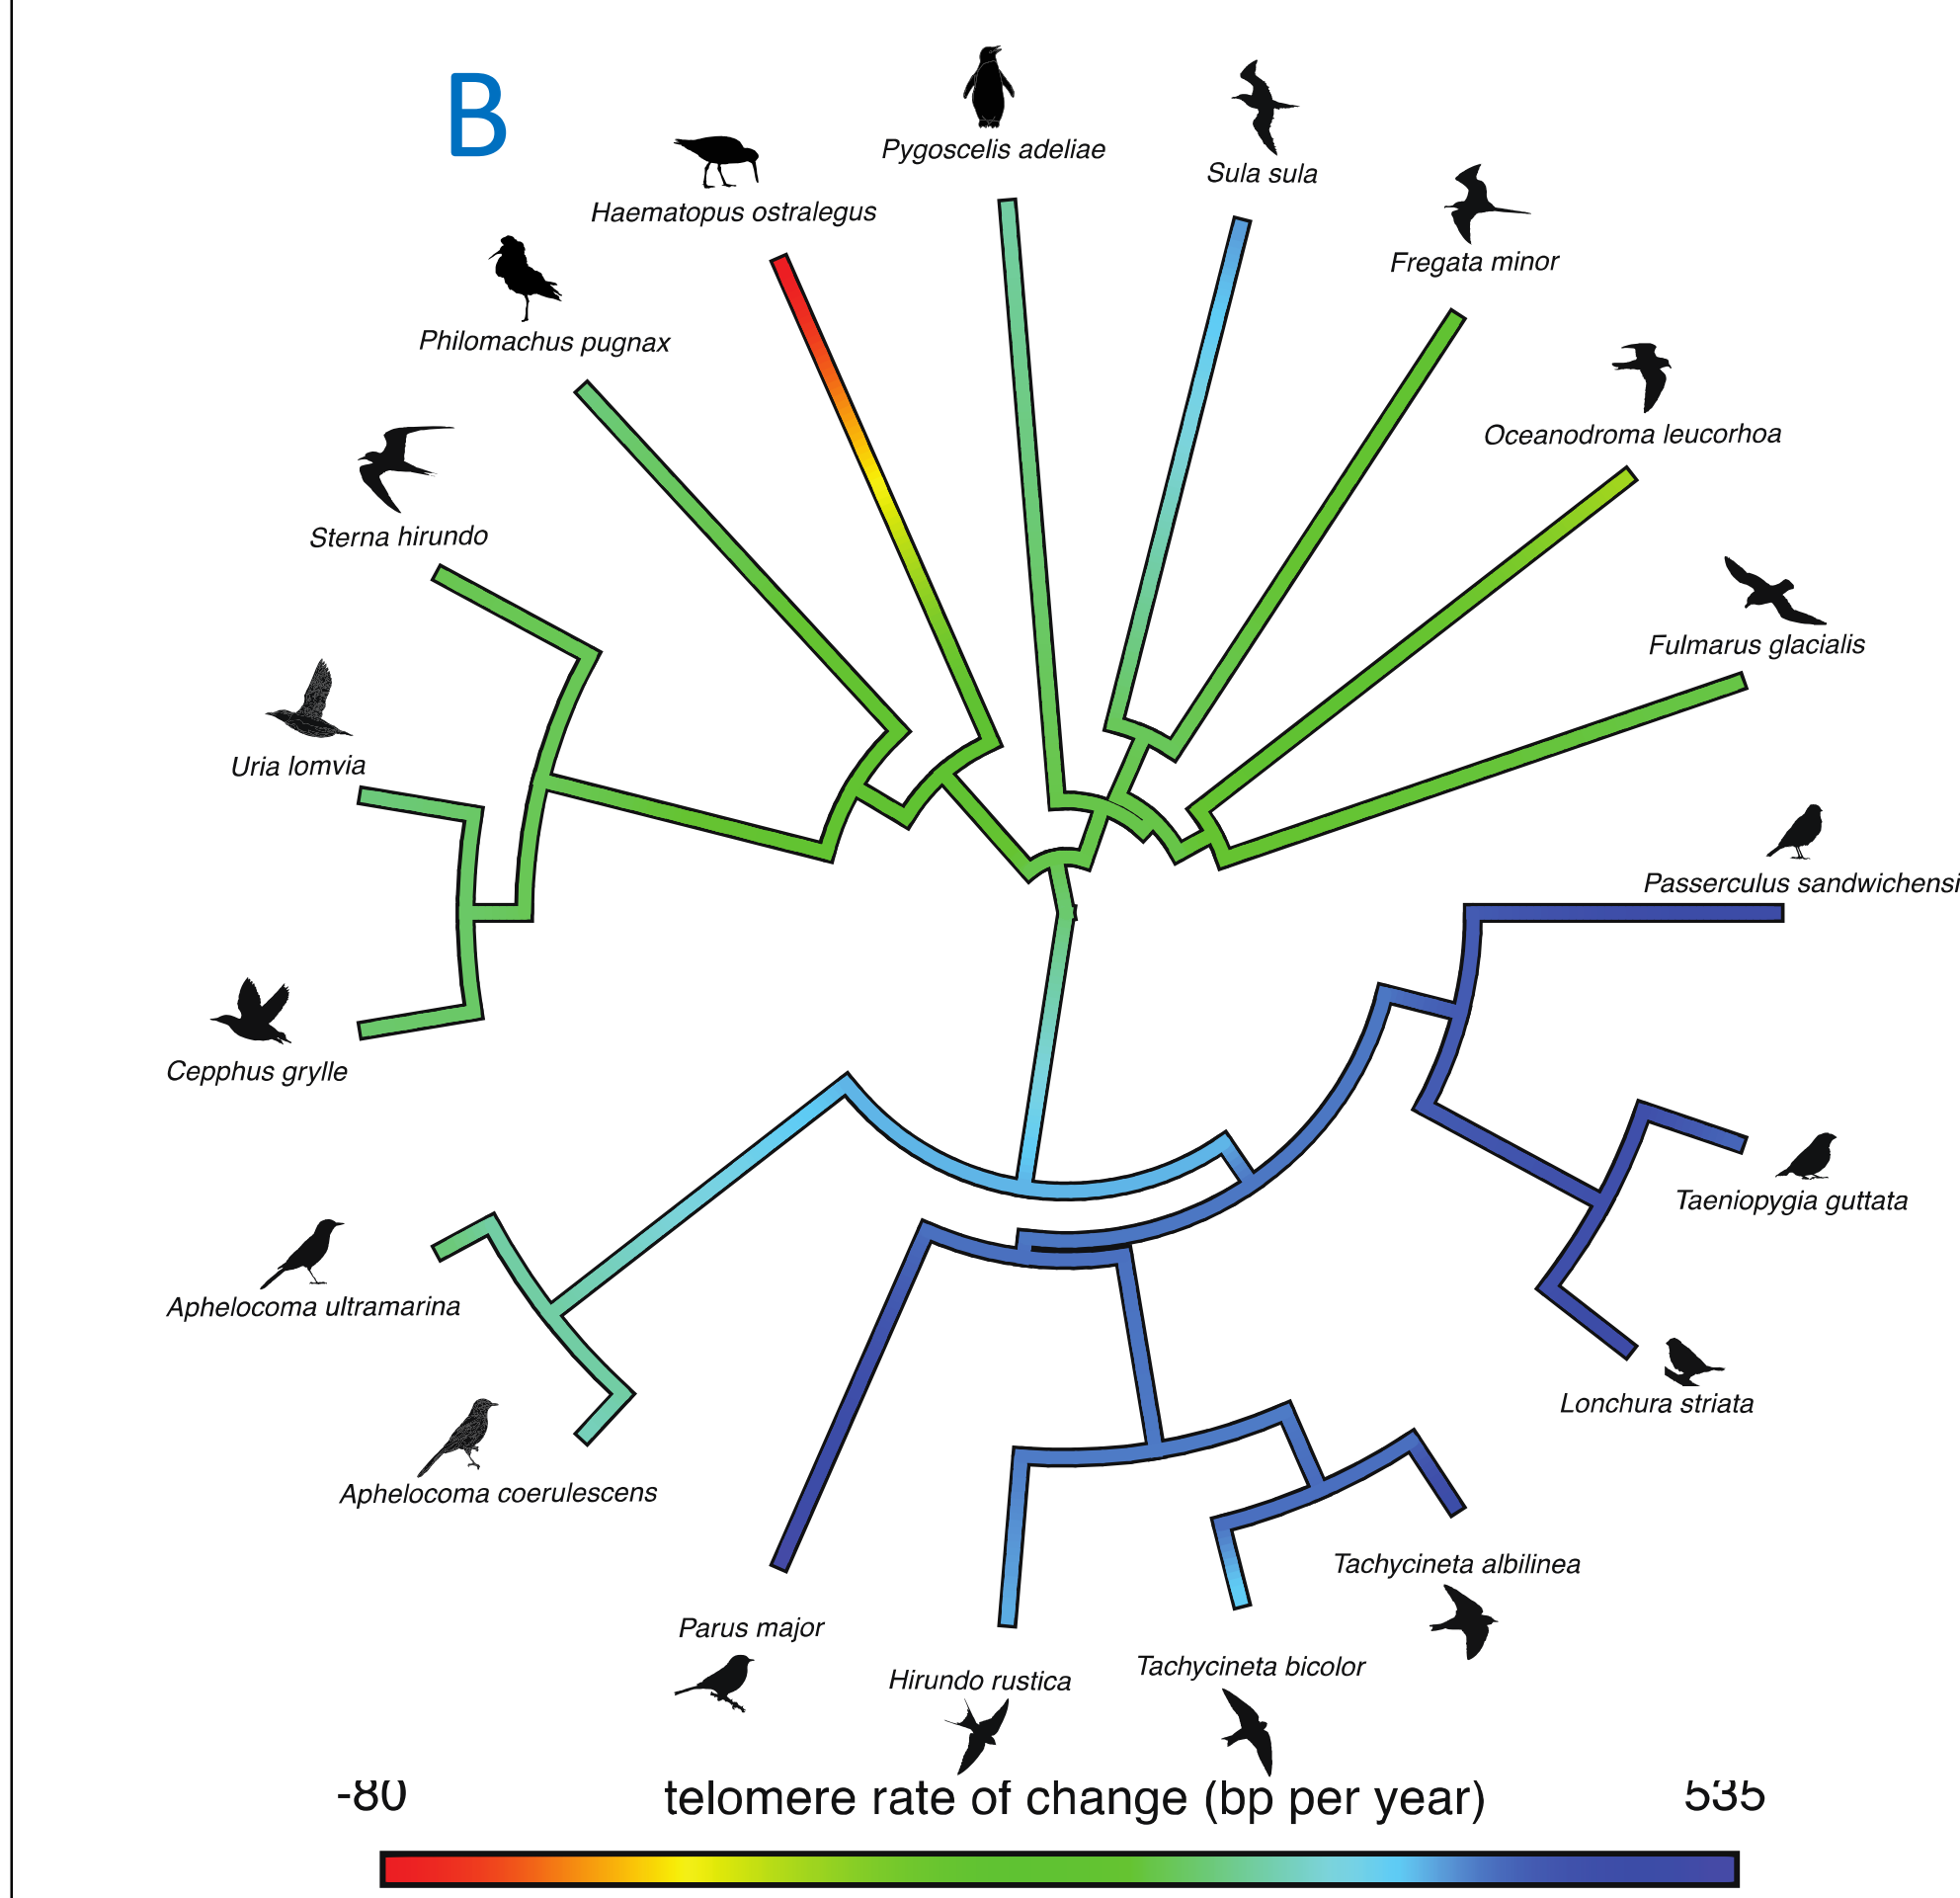 B
Pygoscelis adeliae
Sula sula
Haematopus ostralegus
Fregata minor
Philomachus pugnax
Oceanodroma leucorhoa
Sterna hirundo
Fulmarus glacialis
Uria lomvia
Passerculus sandwichensi
Cepphus grylle
Taeniopygia guttata
Aphelocoma ultramarina
Lonchura striata
Aphelocoma coerulescens
Tachycineta albilinea
Parus major
Tachycineta bicolor
Hirundo rustica
-80 telomere rate of change (bp per year) 535